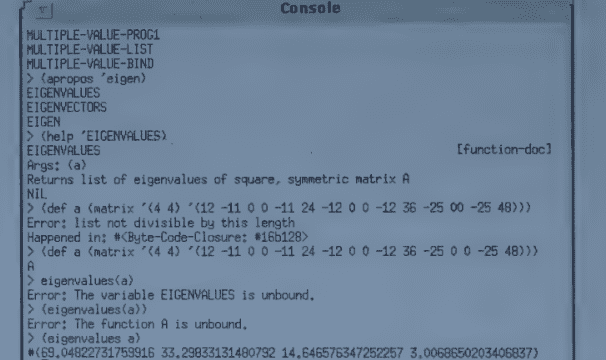 Console
MULTIPLE-VALUE-PROG1
MULTIPLE-VALUE-LIST
MULTIPLE-VALUE-BIND
> (apropos 'eigen)
EIGENVALUES
EIGENVECTORS
EIGEN
> (help 'EIGENVALUES)
EIGENVALUES [function-doc]
Args: (a)
Returns list of eigenvalues of square, symmetric matrix A
NIL
> (def a (matrix '(4 4) '(12 -11 0 0 -11 24 -12 0 0 -12 36 -25 00 -25 48)))
Error: list not divisible by this length
Happened in: #<Byte-Code-Closure: #16b128>
> (def a (matrix '(4 4) '(12 -11 0 0 -11 24 -12 0 0 -12 36 -25 0 0 -25 48)))
A
> eigenvalues(a)
Error: The variable EIGENVALUES is unbound.
> (eigenvalues(a))
Error: The function A is unbound.
> (eigenvalues a)
#(69.04822731759916 33.29833131480792 14.646576347252257 3.0068650203406837)